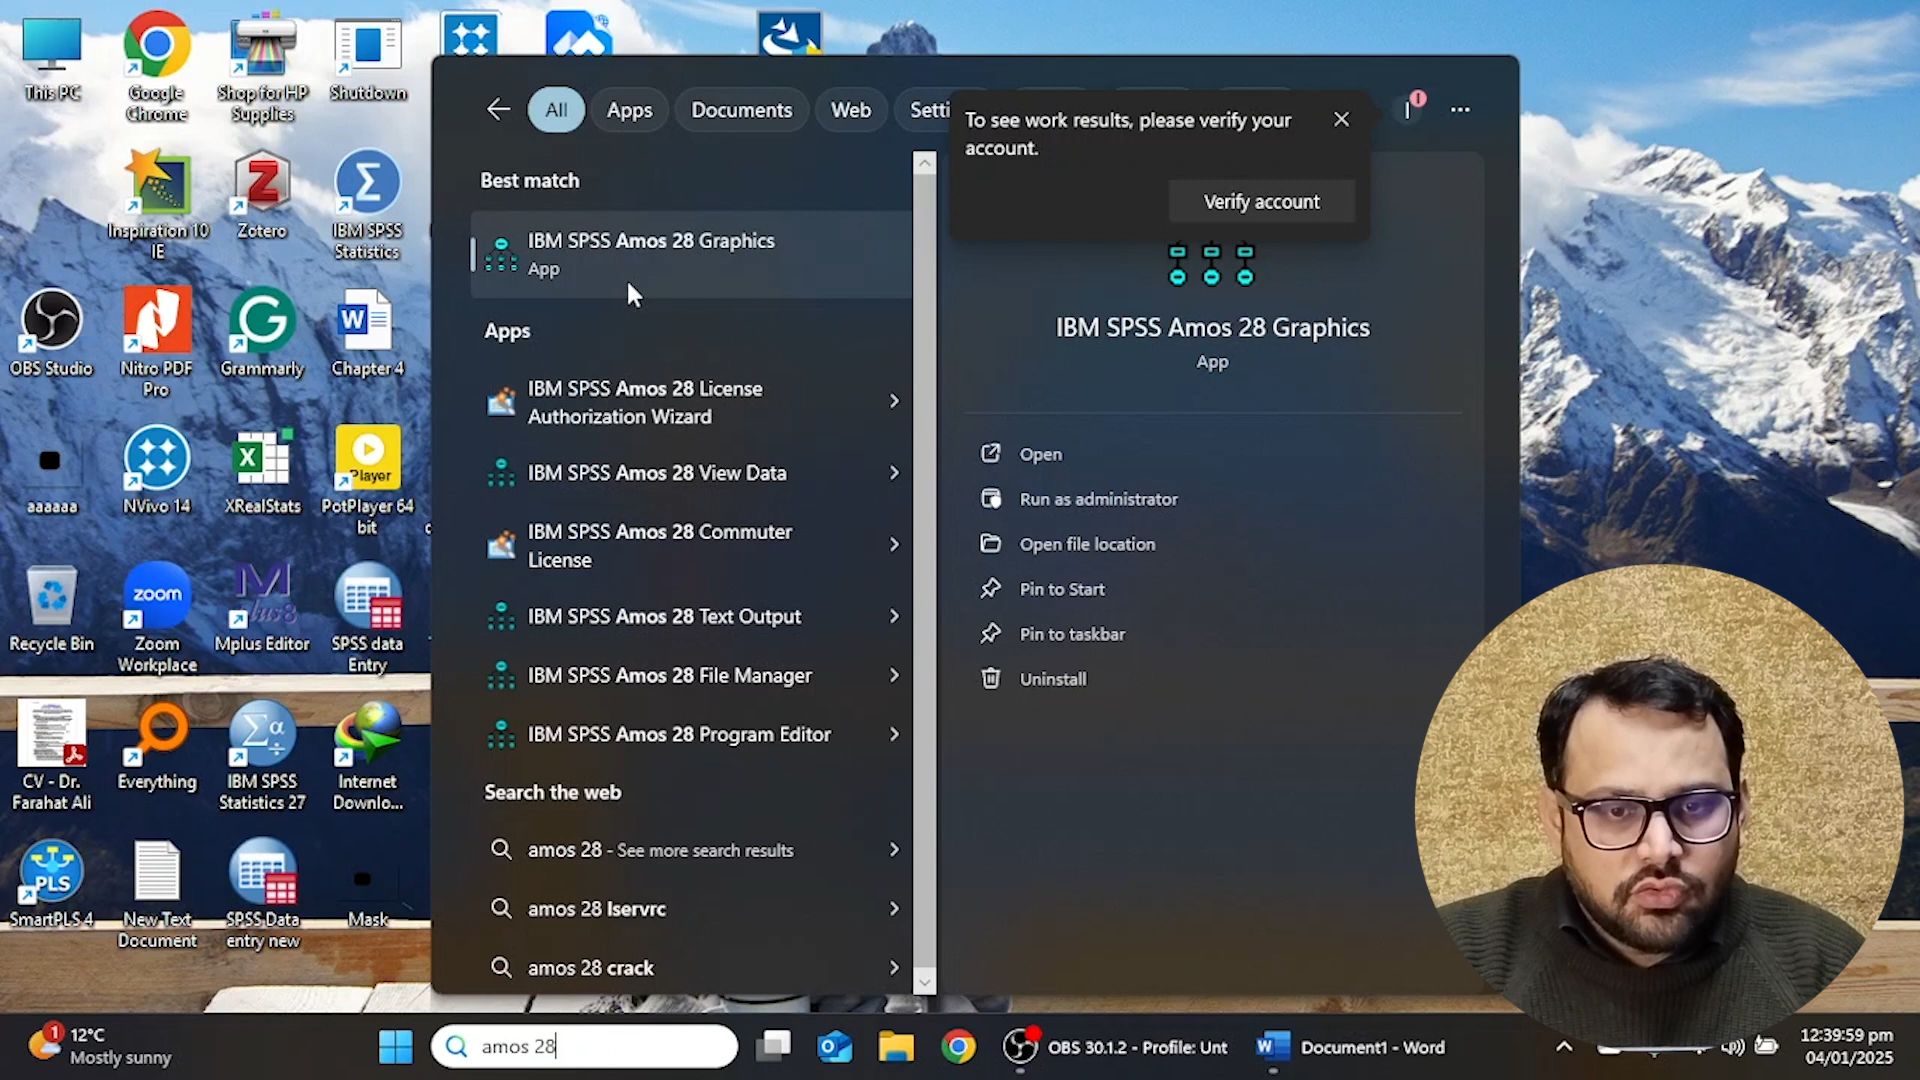 This PC
Google
Chrome
Shop for HP
Supplies
Shutdown
Inspiration 10
IE
Zotero
IBM SPSS
Statistics
OBS Studio
Nitro PDF
Pro
Grammarly
Chapter 4
aaaaaa
NVivo 14
XRealStats
Player
PotPlayer 64
bit
Recycle Bin
zoom
Zoom
Workplace
Mplus Editor
SPSS data
Entry
CV - Dr.
Farahat Ali
Everything
IBM SPSS
Statistics 27
Internet
Downlo...
PLS
SmartPLS 4
New Text
Document
SPSS Data
entry new
Mask
All
Apps
Documents
Web
Setti
To see work results, please verify your
account.
Verify account
Best match
IBM SPSS Amos 28 Graphics
App
Apps
IBM SPSS Amos 28 License
Authorization Wizard
IBM SPSS Amos 28 View Data
IBM SPSS Amos 28 Commuter
License
IBM SPSS Amos 28 Text Output
IBM SPSS Amos 28 File Manager
IBM SPSS Amos 28 Program Editor
Search the web
amos 28 - See more search results
amos 28 lservrc
amos 28 crack
IBM SPSS Amos 28 Graphics
App
Open
Run as administrator
Open file location
Pin to Start
Pin to taskbar
Uninstall
1
12°C
Mostly sunny
amos 28
OBS 30.1.2 - Profile: Unt
Document1 - Word
12:39:59 pm
04/01/2025